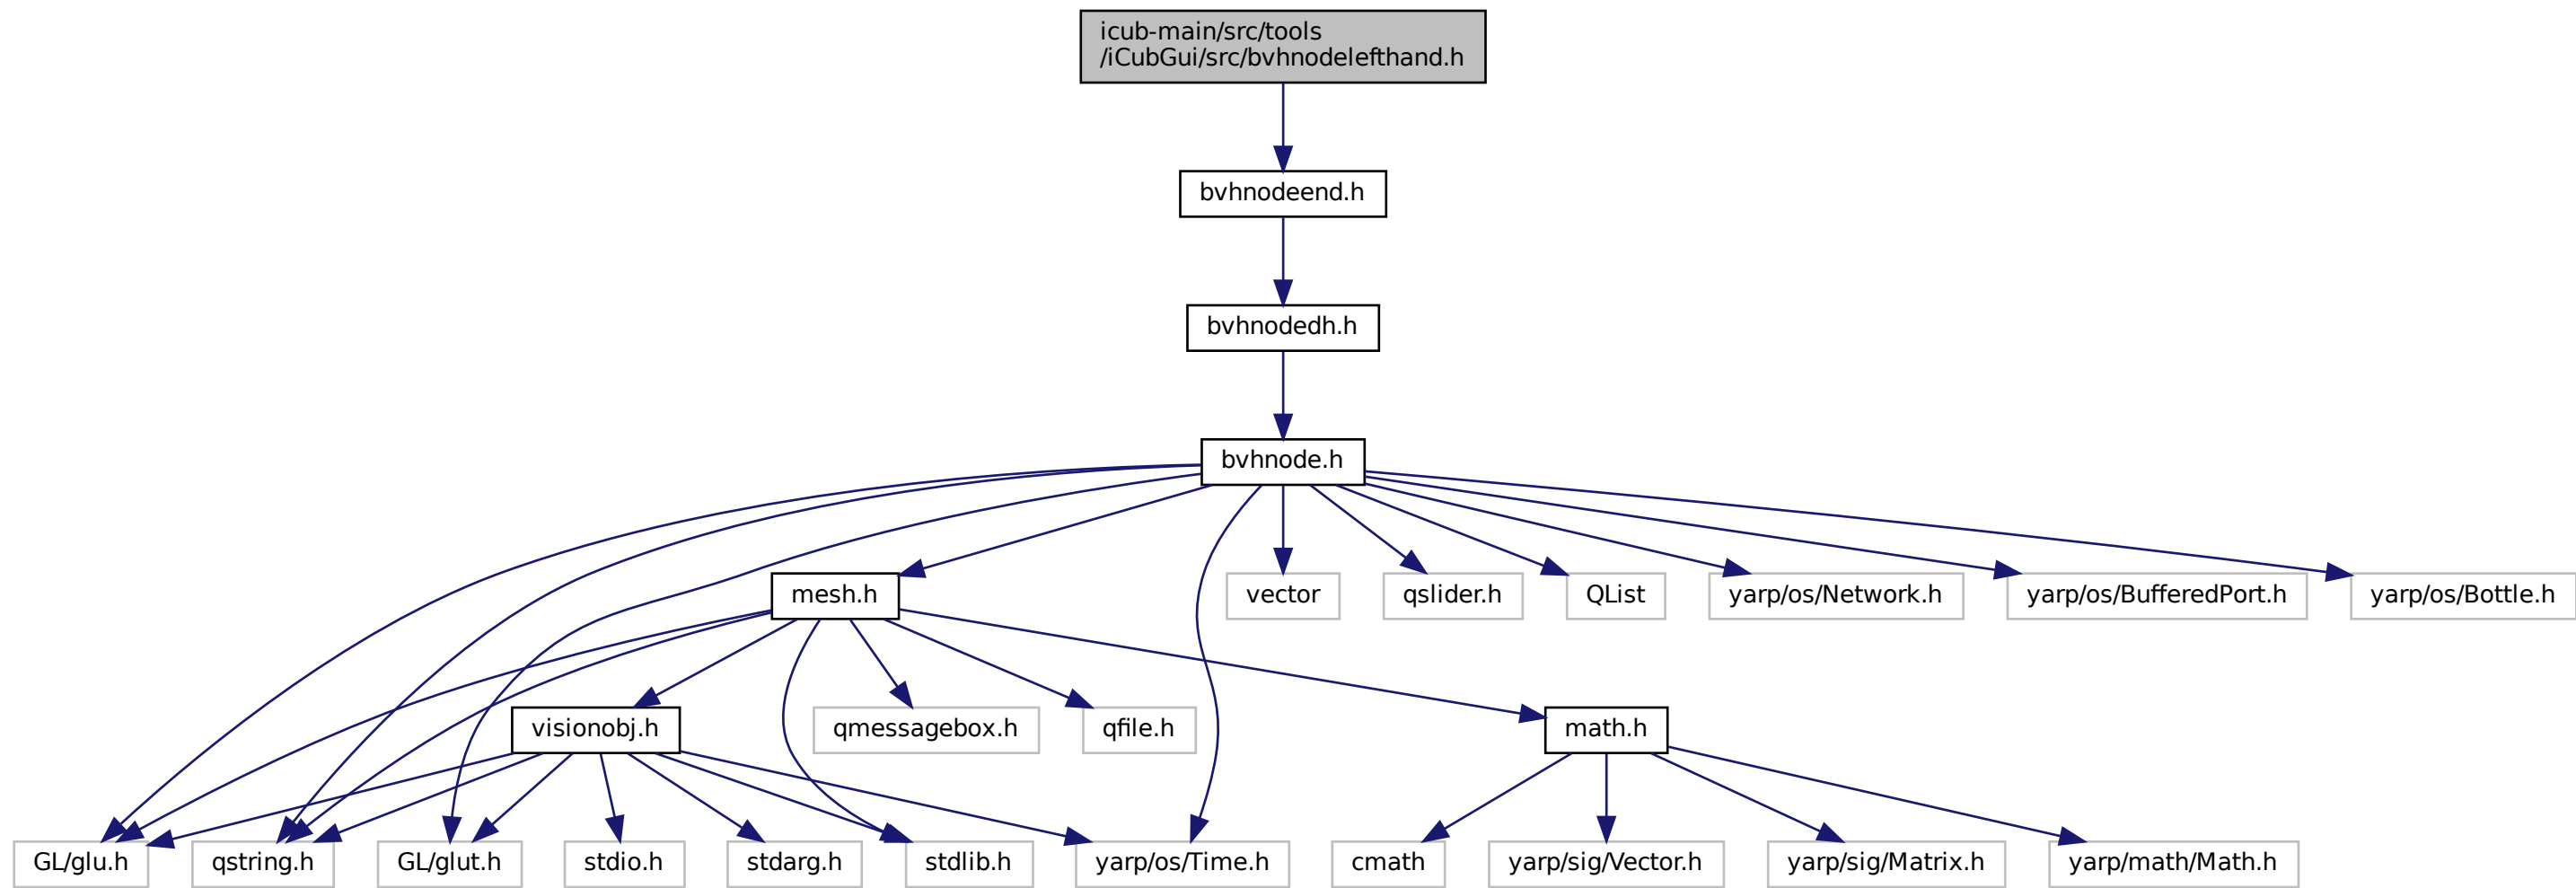 icub-main/src/tools
/iCubGui/src/bvhnodelefthand.h
bvhnodeend.h
bvhnodedh.h
bvhnode.h
mesh.h
vector
qslider.h
QList
yarp/os/Network.h
yarp/os/BufferedPort.h
yarp/os/Bottle.h
visionobj.h
qmessagebox.h
qfile.h
math.h
GL/glu.h
qstring.h
GL/glut.h
stdio.h
stdarg.h
stdlib.h
yarp/os/Time.h
cmath
yarp/sig/Vector.h
yarp/sig/Matrix.h
yarp/math/Math.h